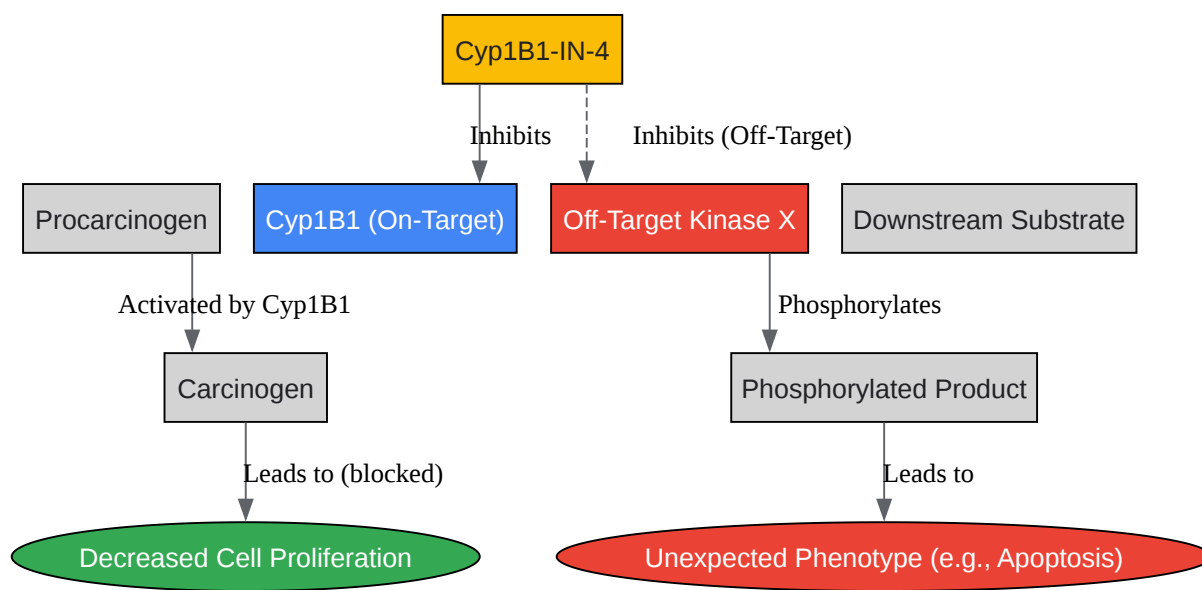 Cyp1B1-IN-4
Inhibits
Inhibits (Off-Target)
Procarcinogen
Cyp1B1 (On-Target)
Off-Target Kinase X
Downstream Substrate
Activated by Cyp1B1
Phosphorylates
Carcinogen
Phosphorylated Product
Leads to (blocked)
Leads to
Decreased Cell Proliferation
Unexpected Phenotype (e.g., Apoptosis)